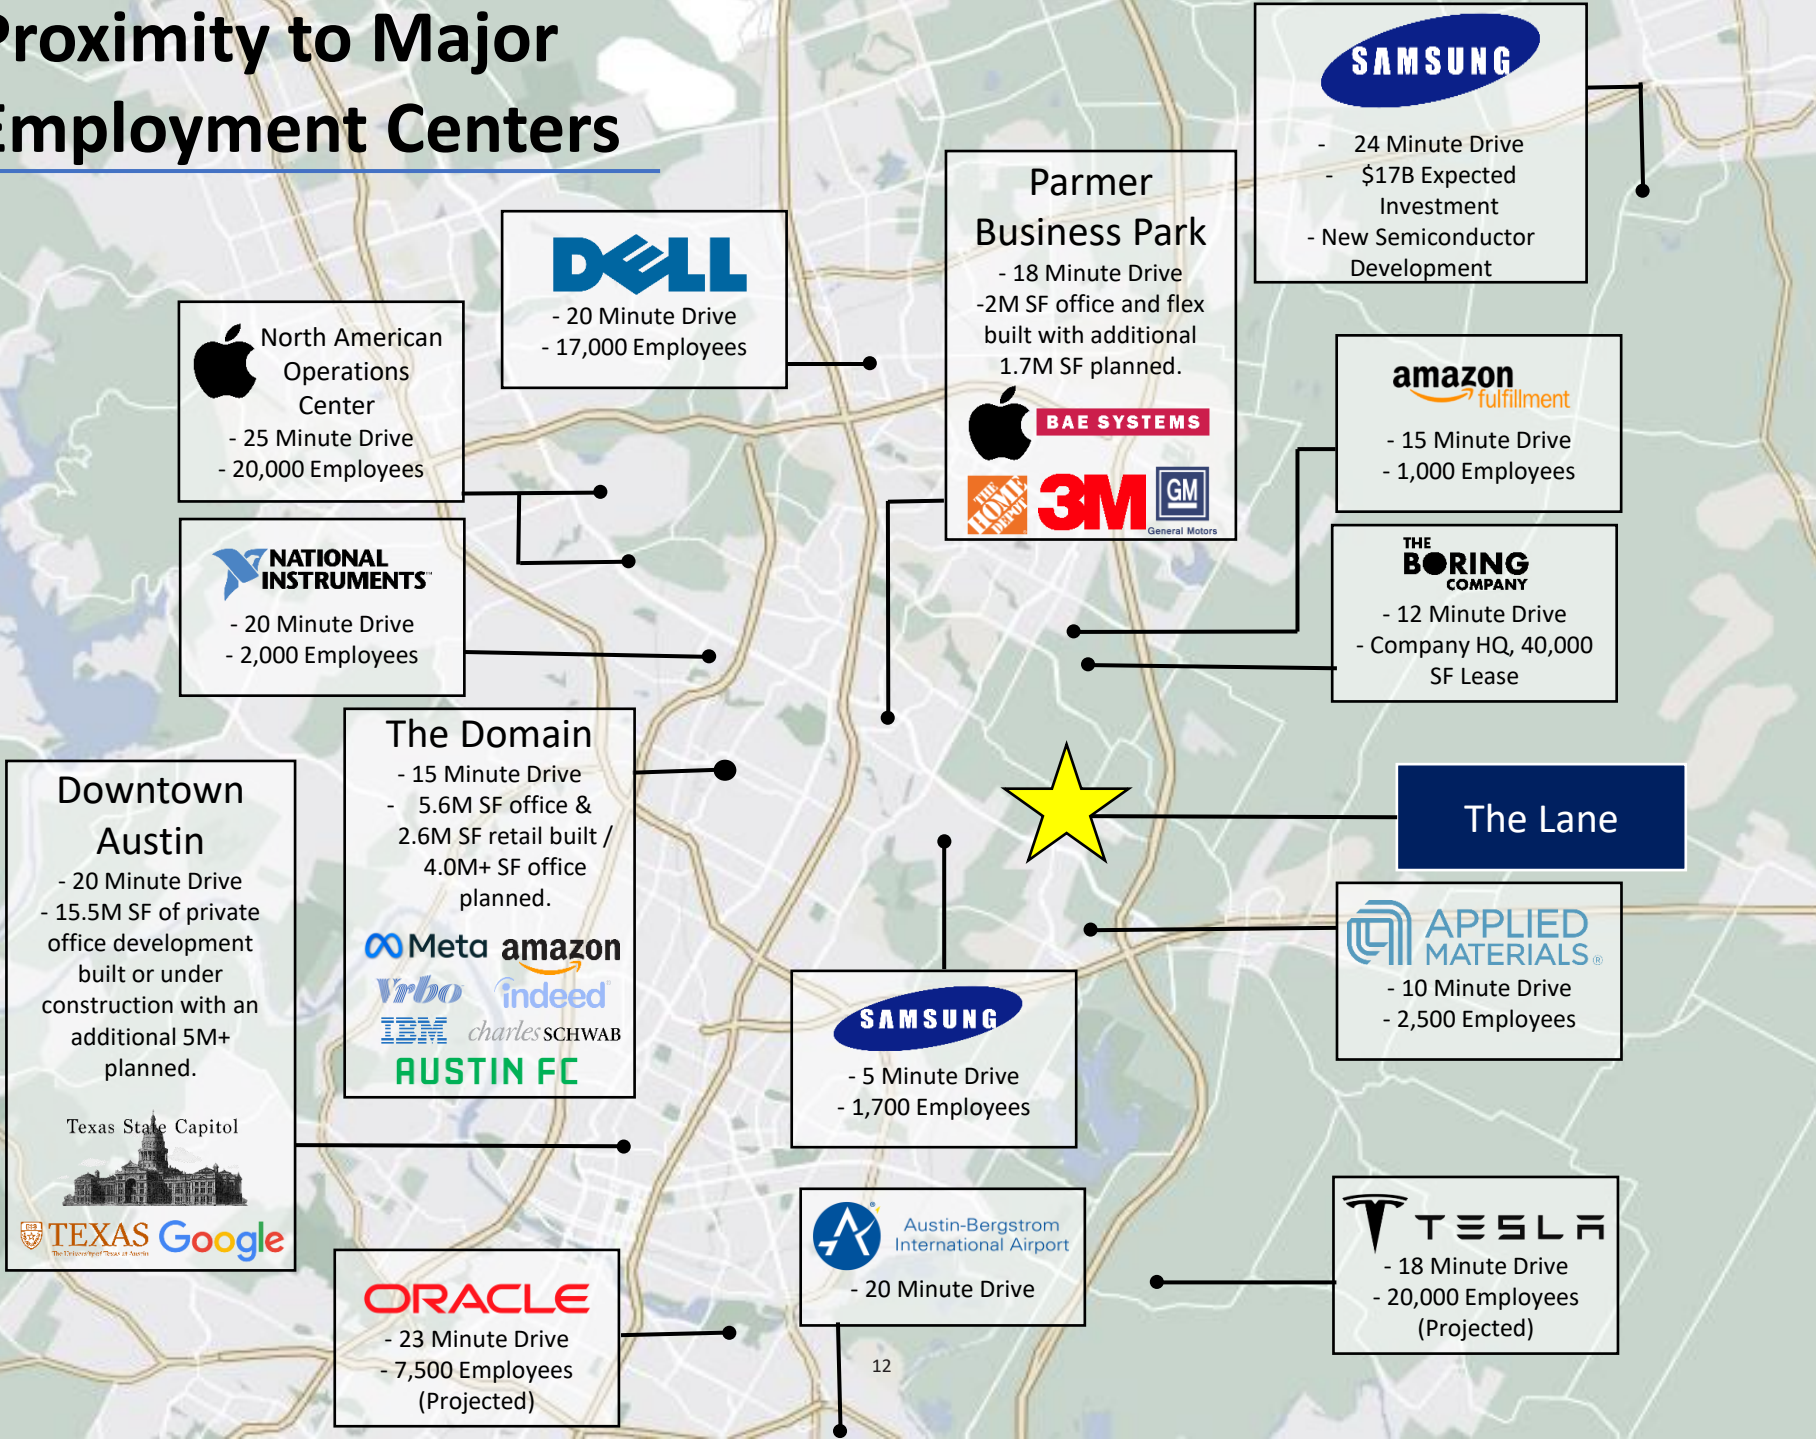 Proximity to Major
Employment Centers
SAMSUNG
- 24 Minute Drive
- $17B Expected
Investment
- New Semiconductor
Development
Parmer
Business Park
- 18 Minute Drive
-2M SF office and flex
built with additional
1.7M SF planned.
BAE SYSTEMS
THE HOME DEPOT
3M
GM
General Motors
DELL
- 20 Minute Drive
- 17,000 Employees
North American
Operations
Center
- 25 Minute Drive
- 20,000 Employees
amazon
fulfillment
- 15 Minute Drive
- 1,000 Employees
NATIONAL
INSTRUMENTS
- 20 Minute Drive
- 2,000 Employees
THE
BORING
COMPANY
- 12 Minute Drive
- Company HQ, 40,000
SF Lease
The Domain
- 15 Minute Drive
- 5.6M SF office &
2.6M SF retail built /
4.0M+ SF office
planned.
Meta amazon
Vrbo indeed
IBM charles SCHWAB
AUSTIN FC
Downtown
Austin
- 20 Minute Drive
- 15.5M SF of private
office development
built or under
construction with an
additional 5M+
planned.
Texas State Capitol
TEXAS Google
The University of Texas at Austin
The Lane
APPLIED
MATERIALS®
- 10 Minute Drive
- 2,500 Employees
SAMSUNG
- 5 Minute Drive
- 1,700 Employees
Austin-Bergstrom
International Airport
- 20 Minute Drive
TESLA
- 18 Minute Drive
- 20,000 Employees
(Projected)
ORACLE
- 23 Minute Drive
- 7,500 Employees
(Projected)
12